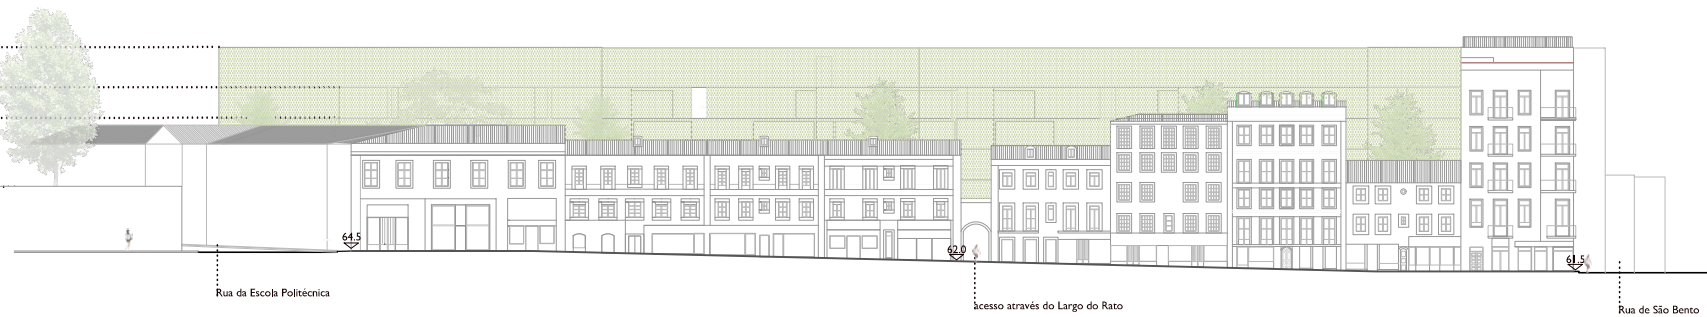 64.5
62.0
61.5
Rua da Escola Politécnica
acesso através do Largo do Rato
Rua de São Bento